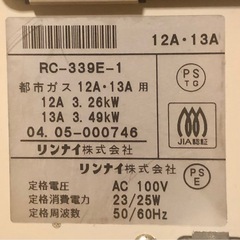 RC-339E-1 12A・13A
都市ガス 12A・13A 用
12A 3.26kW
13A 3.49kW
04.05-000746
リンナイ株式会社
PS
TG
JIA認証
リンナイ株式会社
PS
E
定格電圧 AC 100V
定格消費電力 23/25W
定格周波数 50/60Hz